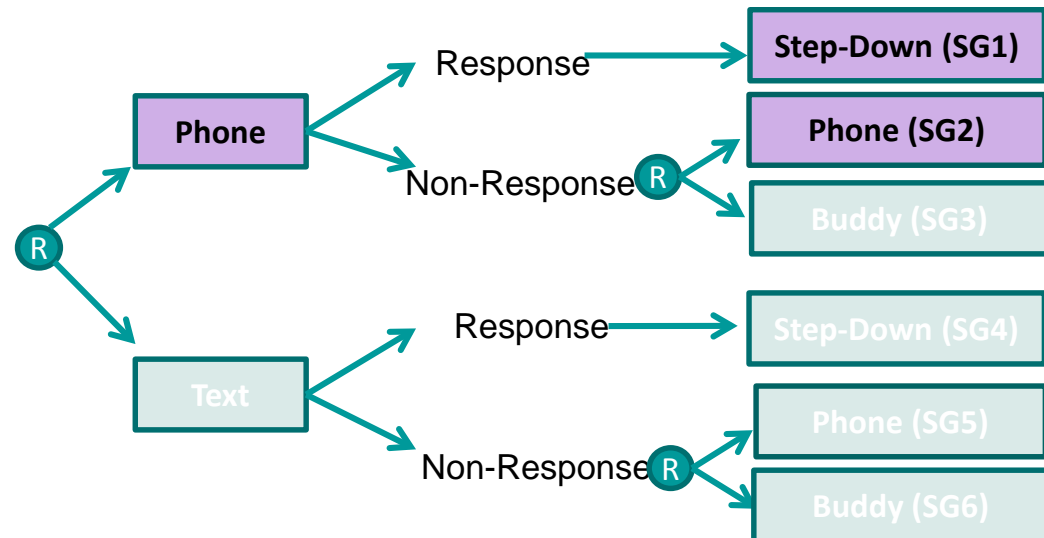 Response
Step-Down (SG1)
Phone
Phone (SG2)
Non-Response
R
Buddy (SG3)
R
Response
Step-Down (SG4)
Text
Phone (SG5)
Non-Response
R
Buddy (SG6)